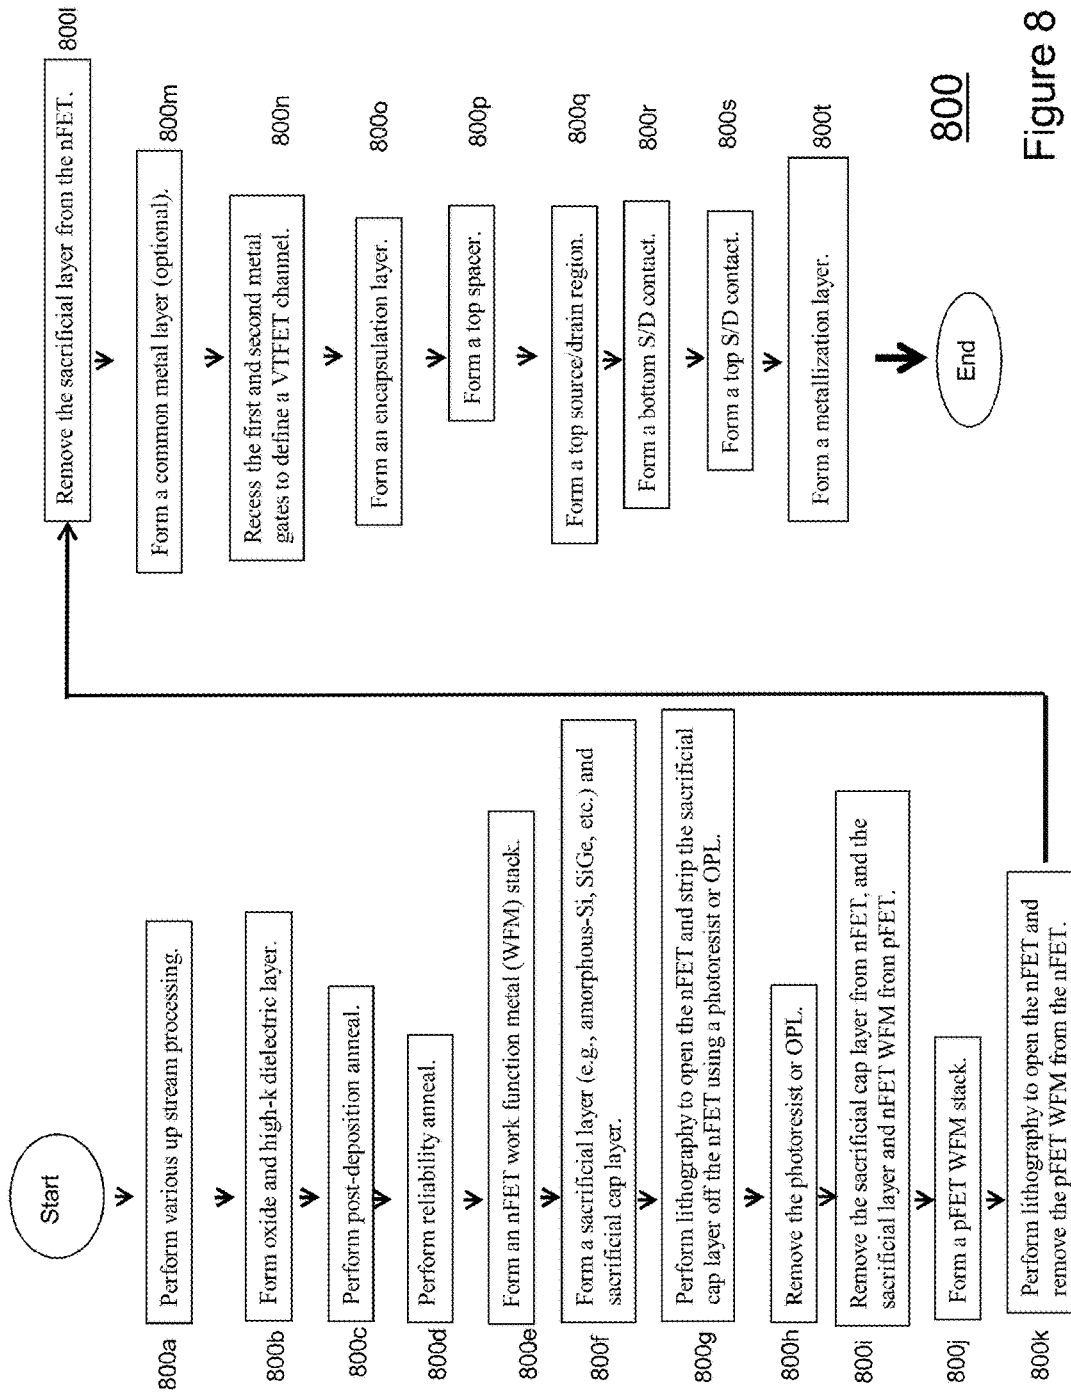 Start
800a Perform various up stream processing.
800b Form oxide and high-k dielectric layer.
800c Perform post-deposition anneal.
800d Perform reliability anneal.
800e Form an nFET work function metal (WFM) stack.
800f Form a sacrificial layer (e.g., amorphous-Si, SiGe, etc.) and
sacrificial cap layer.
800g Perform lithography to open the nFET and strip the sacrificial
cap layer off the nFET using a photoresist or OPL.
800h Remove the photoresist or OPL.
800i Remove the sacrificial cap layer from nFET, and the
sacrificial layer and nFET WFM from pFET.
800j Form a pFET WFM stack.
800k Perform lithography to open the nFET and
remove the pFET WFM from the nFET.
Remove the sacrificial layer from the nFET. 800l
Form a common metal layer (optional). 800m
Recess the first and second metal 800n
gates to define a VTFET channel.
Form an encapsulation layer. 800o
Form a top spacer. 800p
Form a top source/drain region. 800q
Form a bottom S/D contact. 800r
Form a top S/D contact. 800s
Form a metallization layer. 800t
End
800
Figure 8